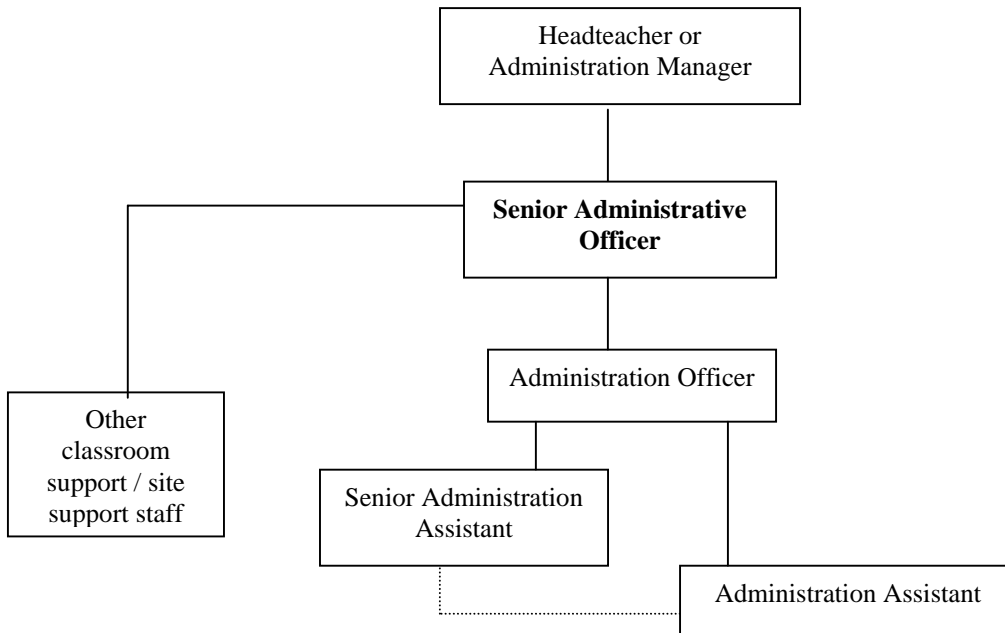 Headteacher or
Administration Manager
Senior Administrative
Officer
Administration Officer
Other
classroom
support / site
support staff
Senior Administration
Assistant
Administration Assistant